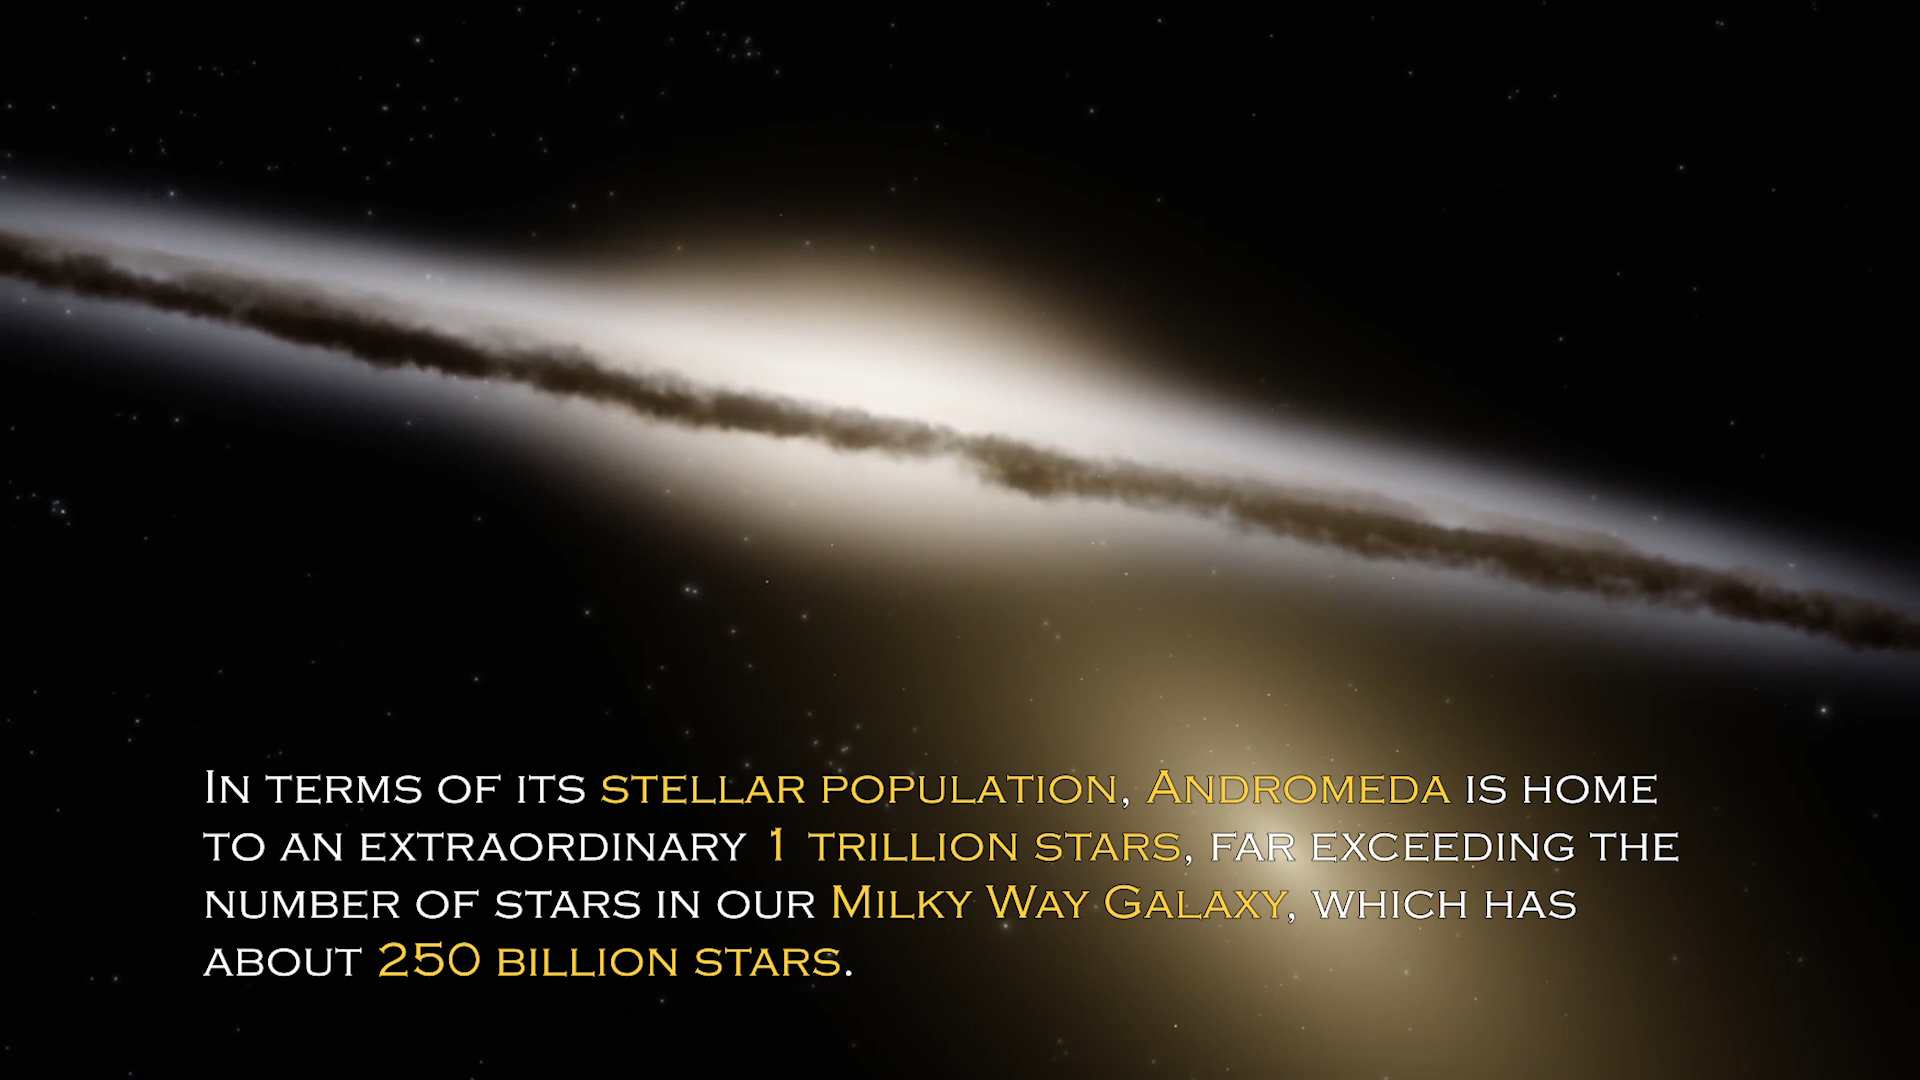 In terms of its stellar population, Andromeda is home
to an extraordinary 1 trillion stars, far exceeding the
number of stars in our Milky Way Galaxy, which has
about 250 billion stars.